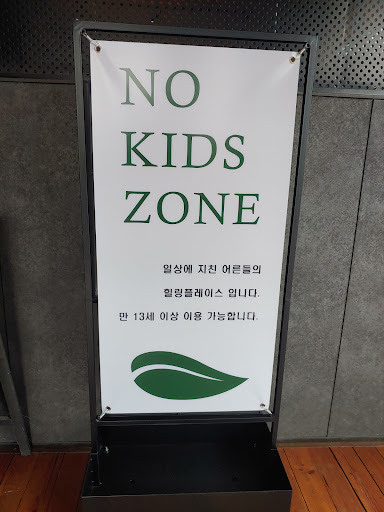 NO
KIDS
ZONE
일상에 지친 어른들의
힐링플레이스 입니다.
만 13세 이상 이용 가능합니다.